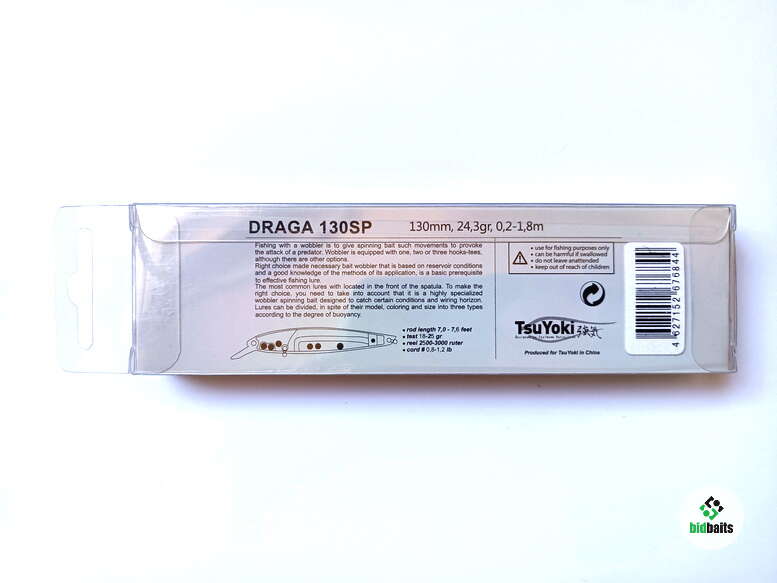 DRAGA 130SP
130mm, 24,3gr, 0,2-1,8m
Fishing with a wobbler is to give spinning bait such movements to provoke
the attack of a predator. Wobbler is equipped with one, two or three hooks-tees,
although there are other options.
Right choice made necessary bait wobbler that is based on reservoir conditions
and a good knowledge of the methods of its application, is a basic prerequisite
to effective fishing lure.
The most common lures with located in the front of the spatula. To make the
right choice, you need to take into account that it is a highly specialized
wobbler spinning bait designed to catch certain conditions and wiring horizon.
Lures can be divided, in spite of their model, coloring and size into three types
according to the degree of buoyancy.
• rod length 7,0 - 7,6 feet
• test 18-25 gr
• reel 2500-3000 ruter
• cord # 0,8-1,2 lb
• use for fishing purposes only
• can be harmful if swallowed
• do not leave anattended
• keep out of reach of children
TsuYoki
Produced for TsuYoki in China
4 627152 676844
bidbaits